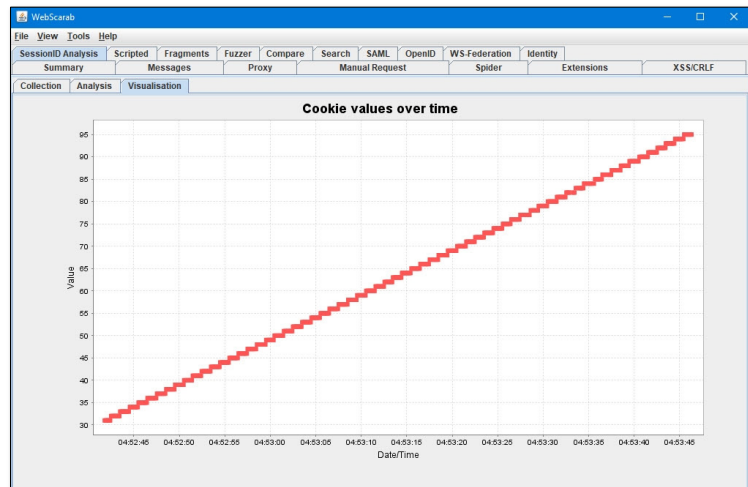 WebScarab
File View Tools Help
SessionID Analysis Scripted Fragments Fuzzer Compare Search SAML OpenID WS-Federation Identity
Summary Messages Proxy Manual Request Spider Extensions XSS/CRLF
Collection Analysis Visualisation
Cookie values over time
95
90
85
80
75
70
65
60
55
50
45
40
35
30
Value
04:52:45 04:52:50 04:52:55 04:53:00 04:53:05 04:53:10 04:53:15 04:53:20 04:53:25 04:53:30 04:53:35 04:53:40 04:53:45
Date/Time